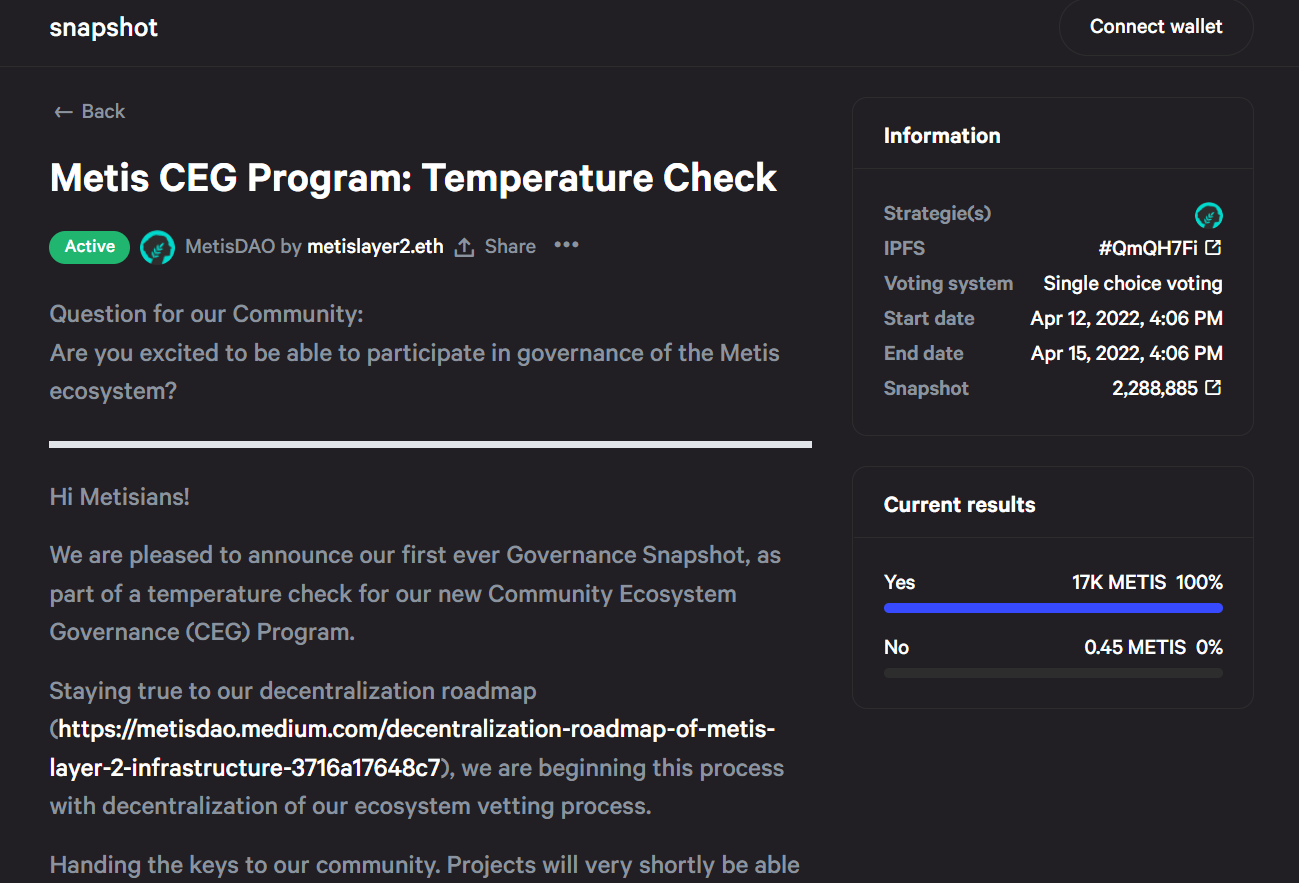 snapshot
Connect wallet
← Back
Metis CEG Program: Temperature Check
Active MetisDAO by metislayer2.eth Share •••
Question for our Community:
Are you excited to be able to participate in governance of the Metis
ecosystem?
Hi Metisians!
We are pleased to announce our first ever Governance Snapshot, as
part of a temperature check for our new Community Ecosystem
Governance (CEG) Program.
Staying true to our decentralization roadmap
(https://metisdao.medium.com/decentralization-roadmap-of-metis-
layer-2-infrastructure-3716a17648c7), we are beginning this process
with decentralization of our ecosystem vetting process.
Handing the keys to our community. Projects will very shortly be able
Information
Strategie(s)
IPFS #QmQH7Fi
Voting system Single choice voting
Start date Apr 12, 2022, 4:06 PM
End date Apr 15, 2022, 4:06 PM
Snapshot 2,288,885
Current results
Yes 17K METIS 100%
No 0.45 METIS 0%